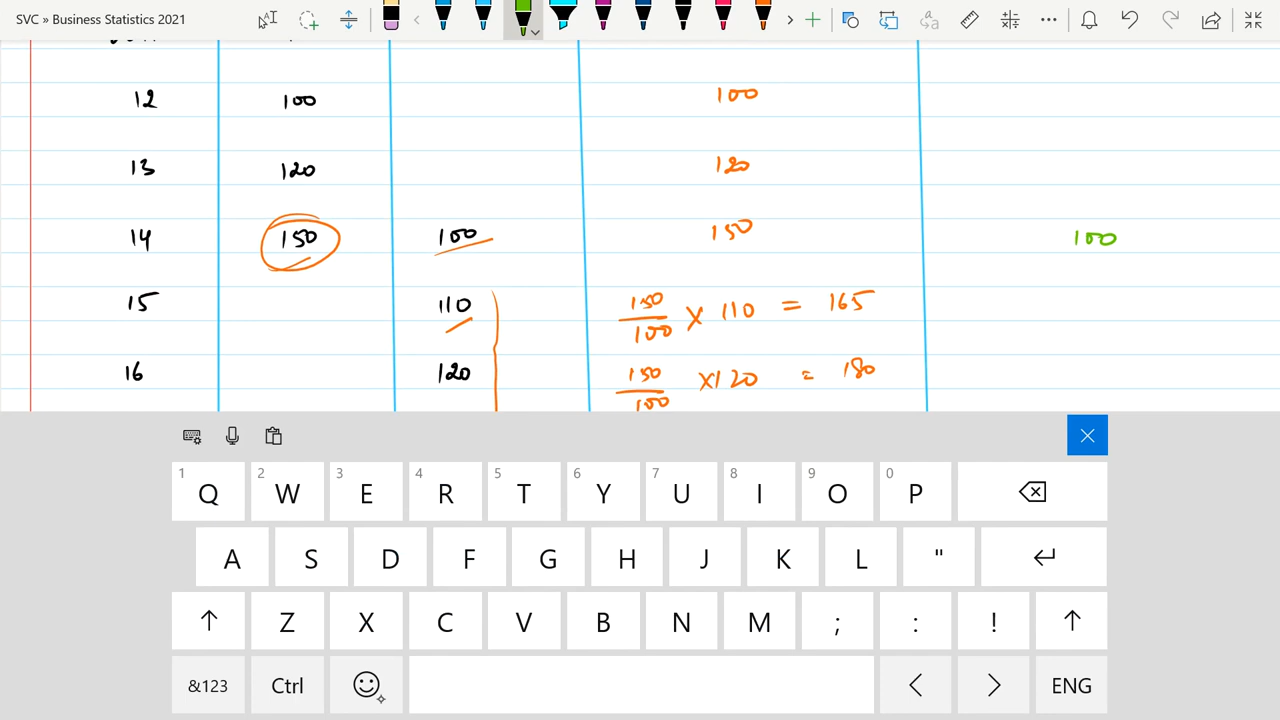 SVC » Business Statistics 2021
12 100 100
13 120 120
14 150 100 150 100
15 110 150/100 X 110 = 165
16 120 150/100 X 120 = 180
1 Q 2 W 3 E 4 R 5 T 6 Y 7 U 8 I 9 O 0 P
A S D F G H J K L "
Z X C V B N M ; : !
&123 Ctrl ENG